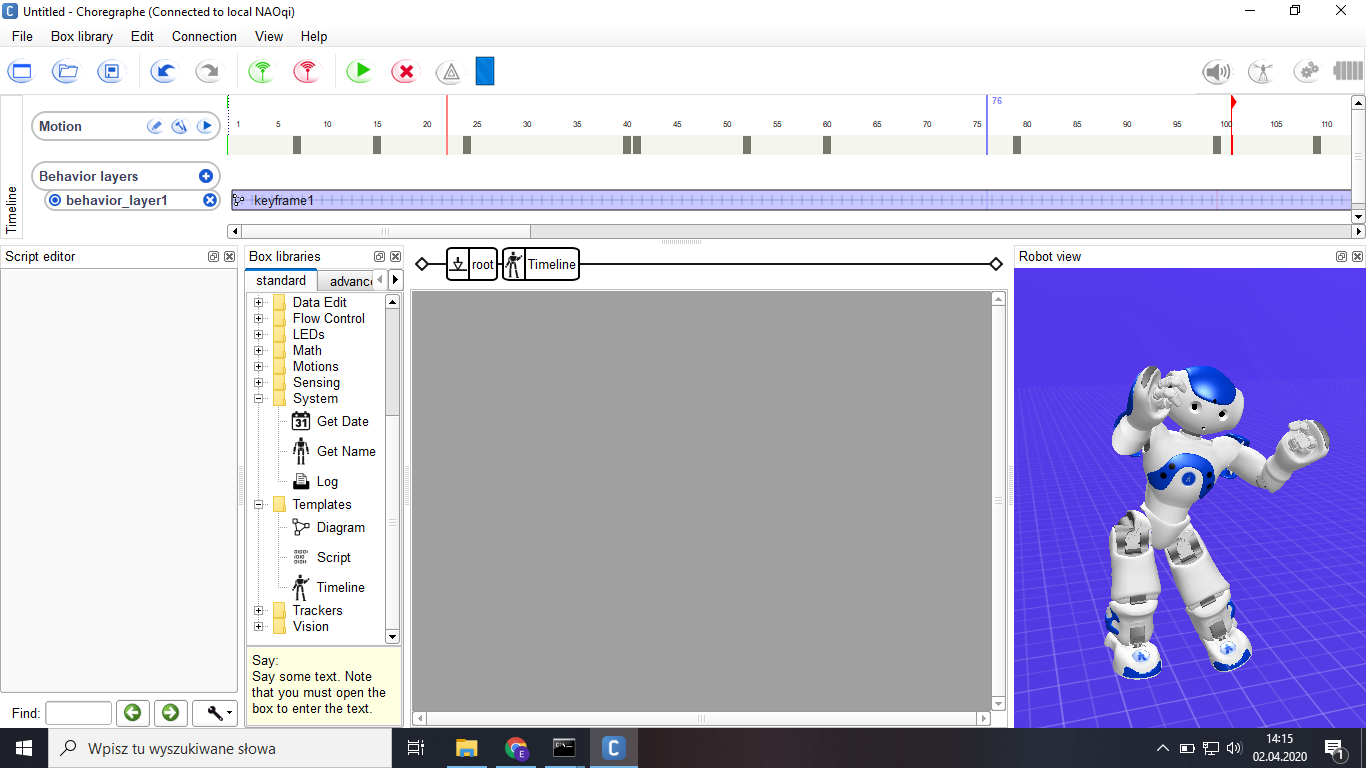 Untitled - Choregraphe (Connected to local NAOqi)
File Box library Edit Connection View Help
Timeline
76
Motion
1 5 10 15 20 25 30 35 40 45 50 55 60 65 70 75 80 85 90 95 100 105 110
Behavior layers
behavior_layer1
keyframe1
Script editor
Box libraries
root
Timeline
Robot view
standard
advanc
Data Edit
Flow Control
LEDs
Math
Motions
Sensing
System
31 Get Date
Get Name
Log
Templates
Diagram
Script
Timeline
Trackers
Vision
Say:
Say some text. Note
that you must open the
box to enter the text.
Find:
Wpisz tu wyszukiwane słowa
E
C
14:15
02.04.2020
1